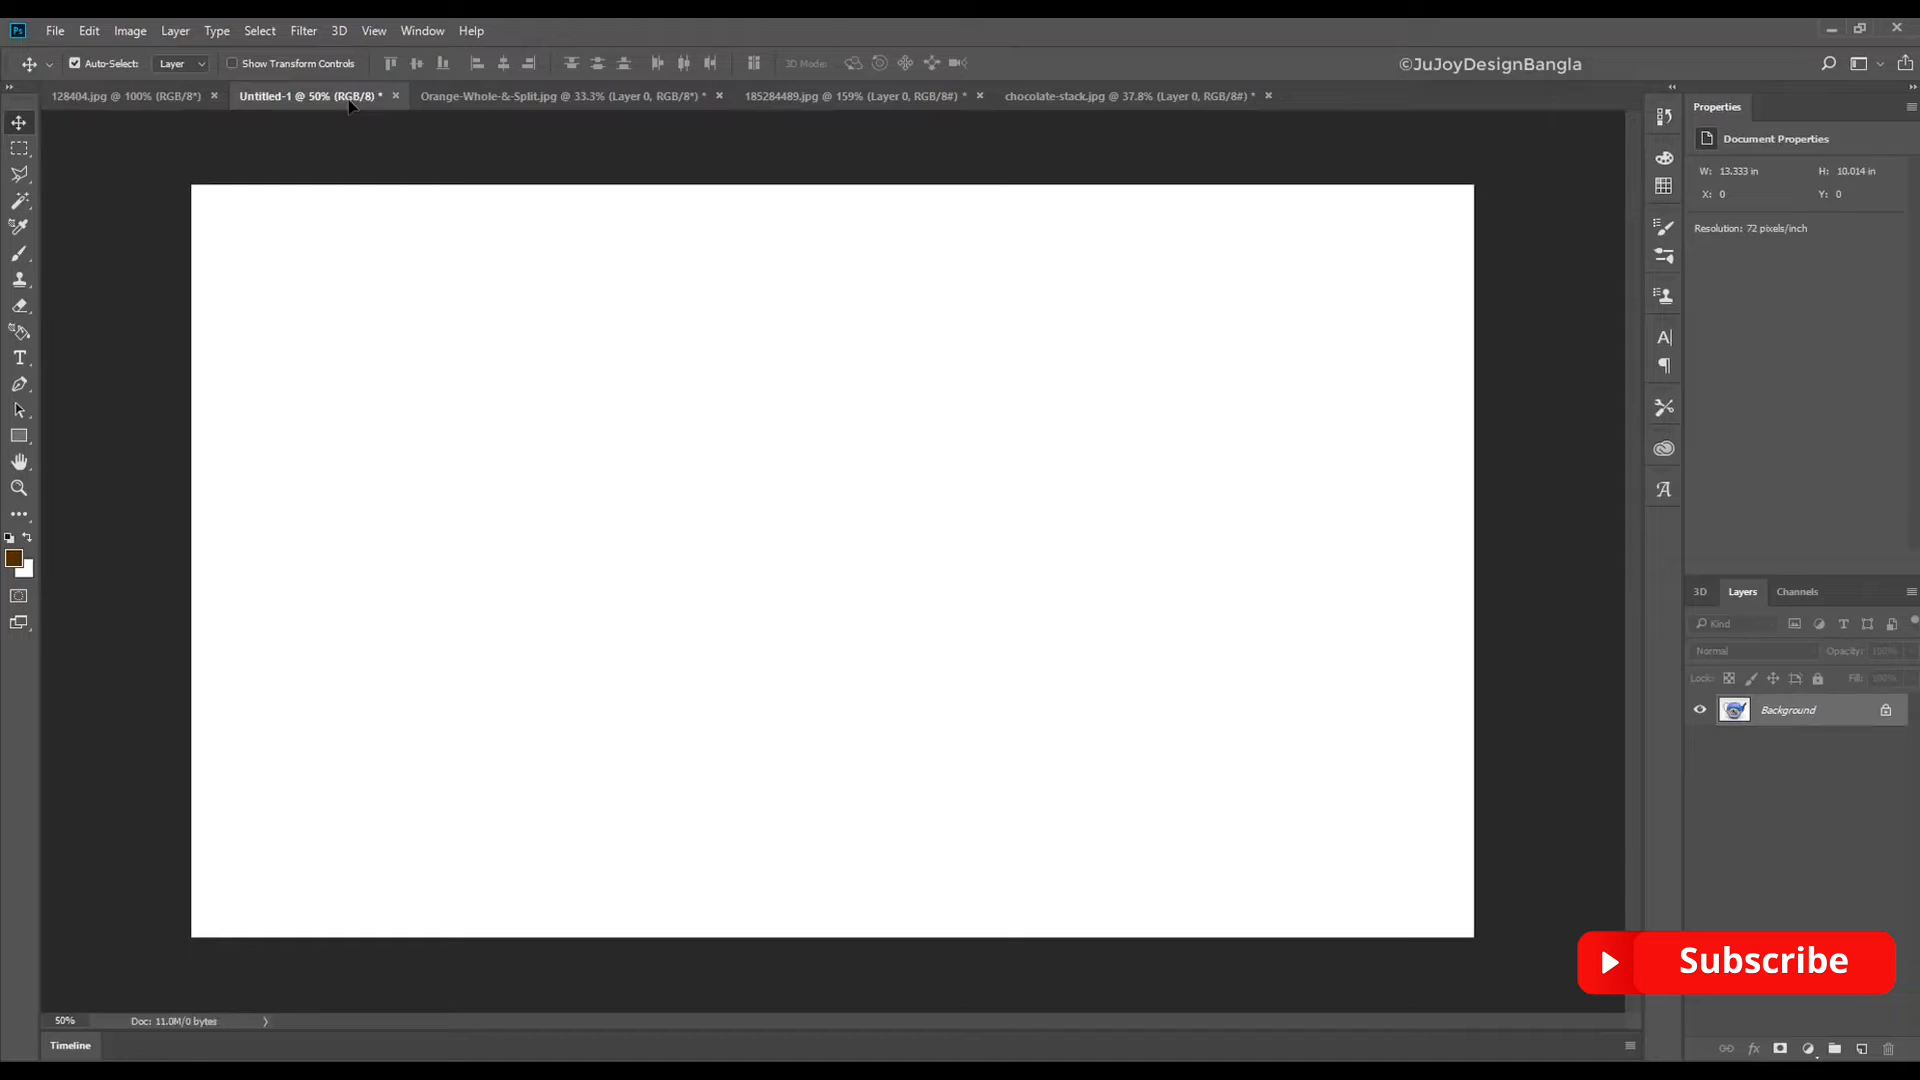 Ps File Edit Image Layer Type Select Filter 3D View Window Help
Auto-Select: Layer Show Transform Controls 3D Mode: ©JuJoyDesignBangla
128404.jpg @ 100% (RGB/8*) × Untitled-1 @ 50% (RGB/8) * × Orange-Whole-&-Split.jpg @ 33.3% (Layer 0, RGB/8*) * × 185284489.jpg @ 159% (Layer 0, RGB/8#) * × chocolate-stack.jpg @ 37.8% (Layer 0, RGB/8#) * ×
Properties
Document Properties
W: 13.333 in H: 10.014 in
X: 0 Y: 0
Resolution: 72 pixels/inch
3D Layers Channels
Kind
Normal Opacity: 100%
Lock: Fill: 100%
Background
Subscribe
50% Doc: 11.0M/0 bytes
Timeline